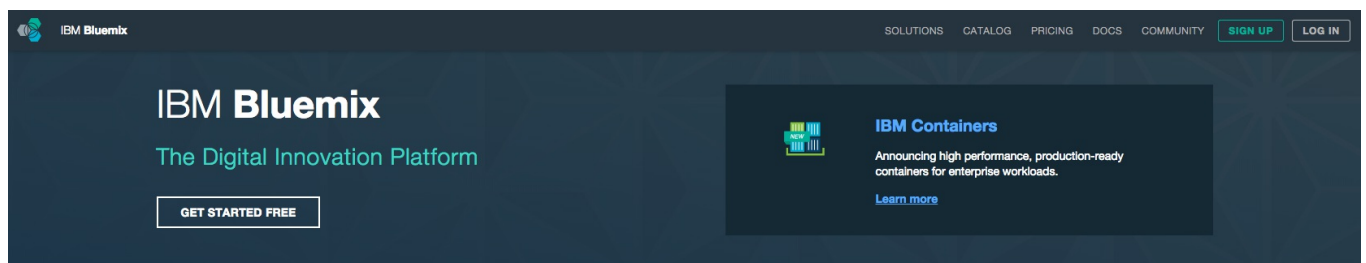 IBM Bluemix
SOLUTIONS CATALOG PRICING DOCS COMMUNITY SIGN UP LOG IN
IBM Bluemix
The Digital Innovation Platform
GET STARTED FREE
NEW
IBM Containers
Announcing high performance, production-ready
containers for enterprise workloads.
Learn more